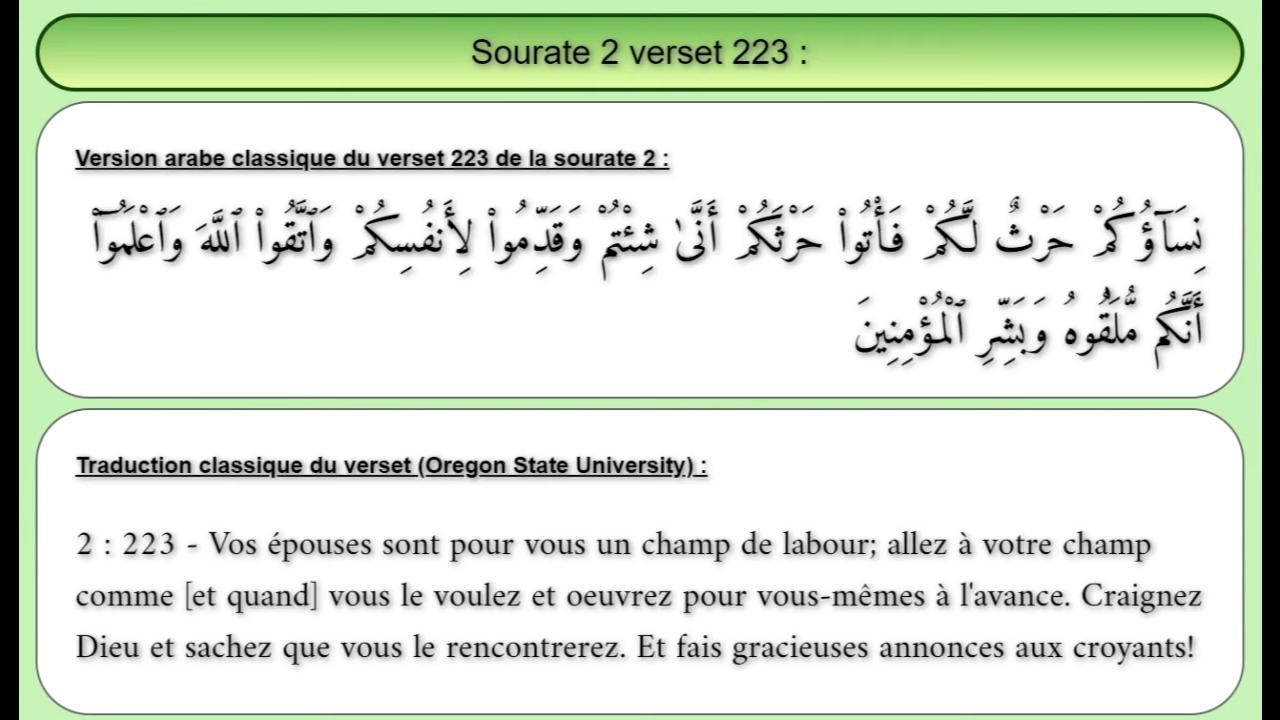 Sourate 2 verset 223 :
Version arabe classique du verset 223 de la sourate 2 :
نِسَآؤُكُمْ حَرْثٌ لَّكُمْ فَأْتُوا۟ حَرْثَكُمْ أَنَّىٰ شِئْتُمْ وَقَدِّمُوا۟ لِأَنفُسِكُمْ وَٱتَّقُوا۟ ٱللَّهَ وَٱعْلَمُوٓا۟
أَنَّكُم مُّلَٰقُوهُ وَبَشِّرِ ٱلْمُؤْمِنِينَ
Traduction classique du verset (Oregon State University) :
2 : 223 - Vos épouses sont pour vous un champ de labour; allez à votre champ
comme [et quand] vous le voulez et oeuvrez pour vous-mêmes à l'avance. Craignez
Dieu et sachez que vous le rencontrerez. Et fais gracieuses annonces aux croyants!